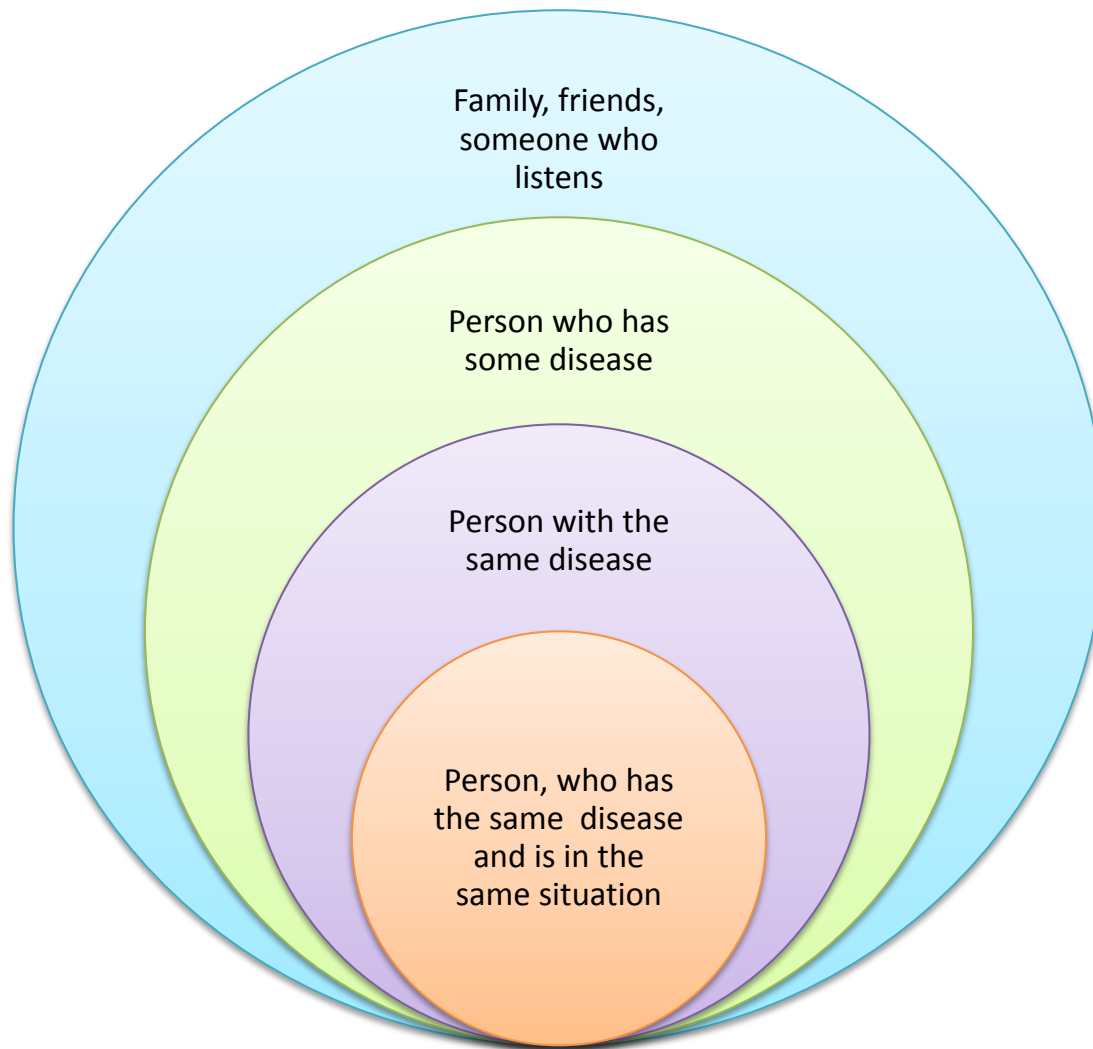 Family, friends,
someone who
listens
Person who has
some disease
Person with the
same disease
Person, who has
the same  disease
and is in the
same situation